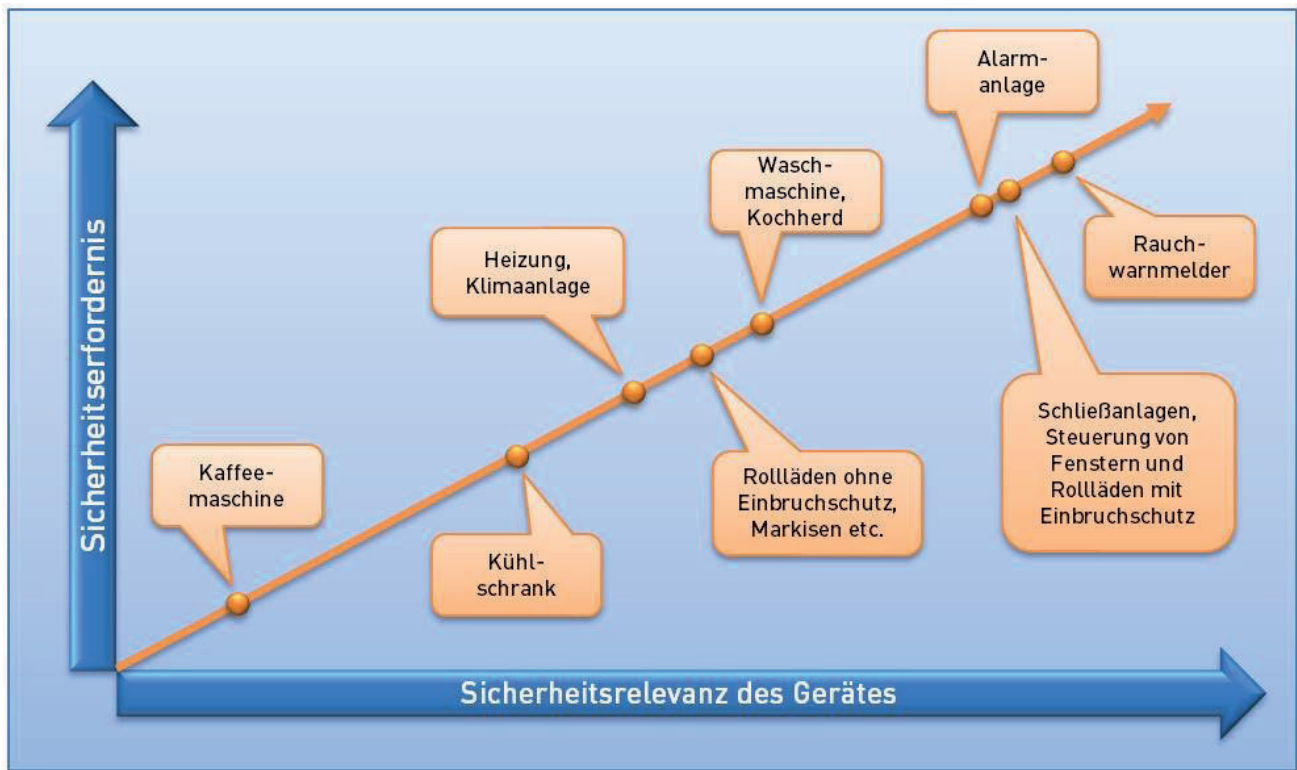 Alarm-
anlage
Wasch-
maschine,
Kochherd
Heizung,
Klimaanlage
Rauch-
warnmelder
Sicherheitserfordernis
Kaffee-
maschine
Kühl-
schrank
Rollläden ohne
Einbruchschutz,
Markisen etc.
Schließanlagen,
Steuerung von
Fenstern und
Rollläden mit
Einbruchschutz
Sicherheitsrelevanz des Gerätes